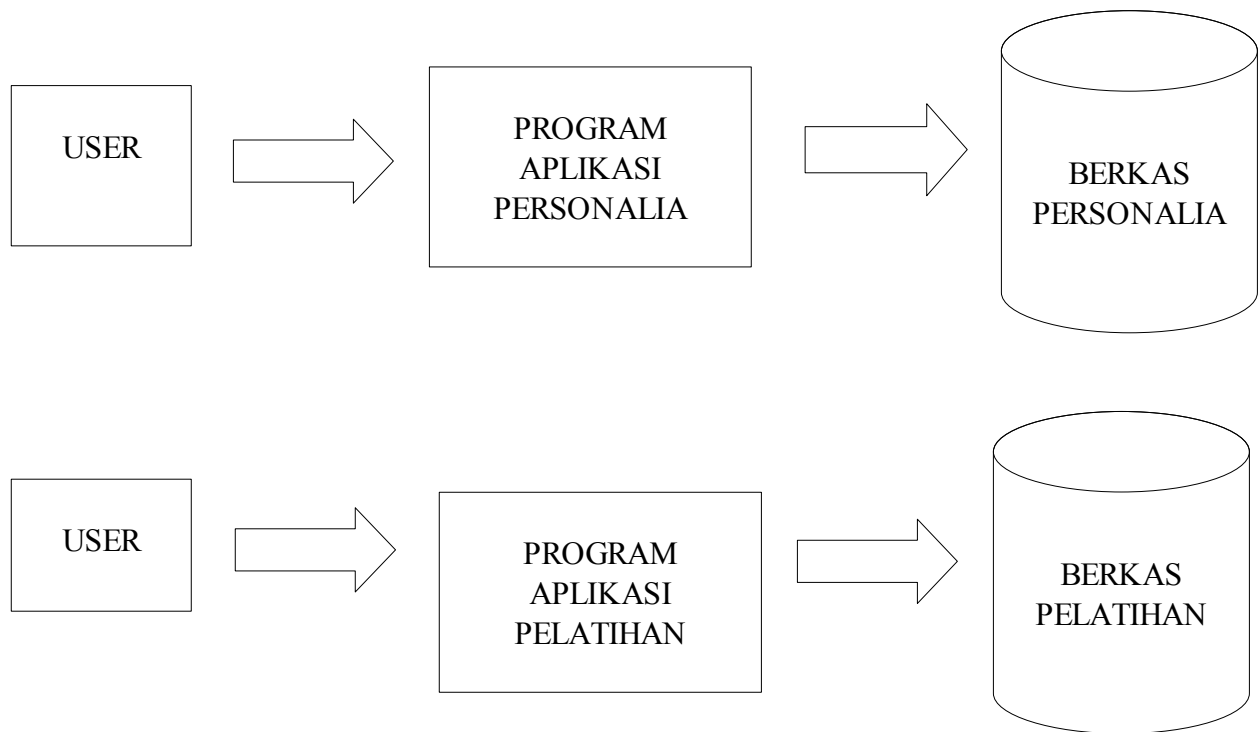 USER
PROGRAM
APLIKASI
PERSONALIA
BERKAS
PERSONALIA
USER
PROGRAM
APLIKASI
PELATIHAN
BERKAS
PELATIHAN